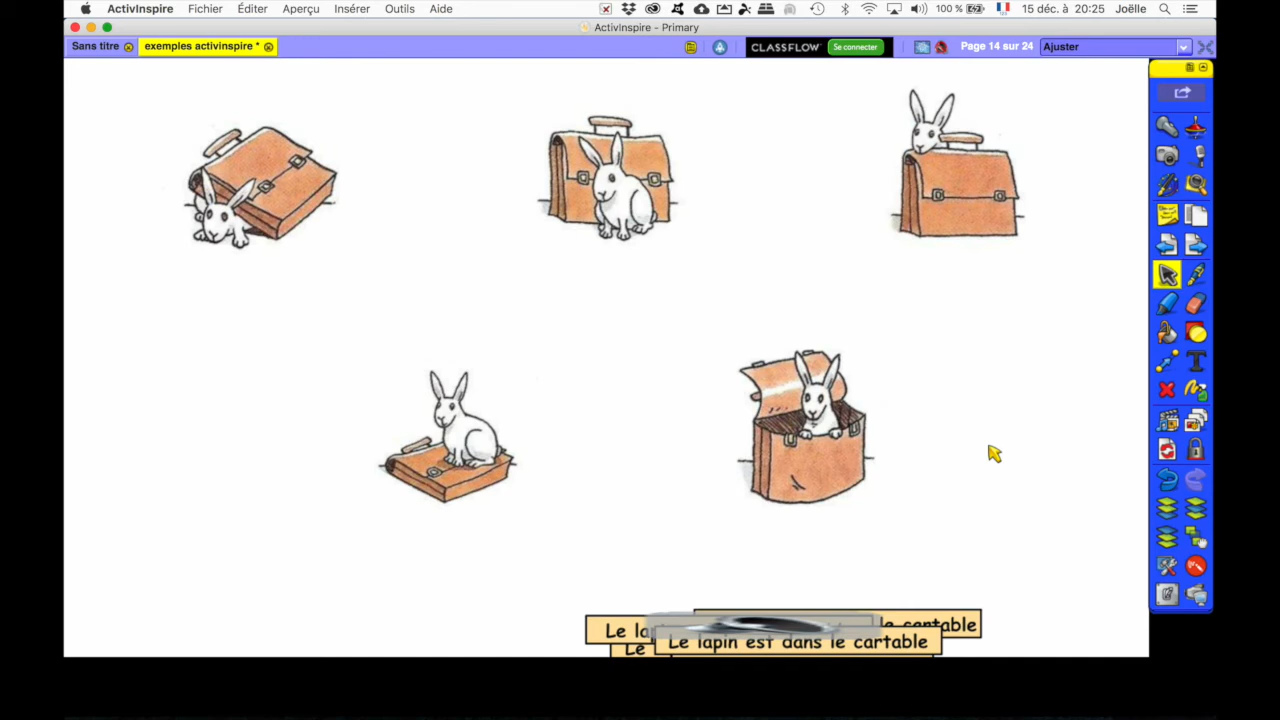 ActivInspire Fichier Éditer Aperçu Insérer Outils Aide 100 % 15 déc. à 20:25 Joëlle
ActivInspire - Primary
Sans titre exemples activinspire * CLASSFLOW Se connecter Page 14 sur 24 Ajuster
le cartable
Le
Le lapin est dans le cartable
Le